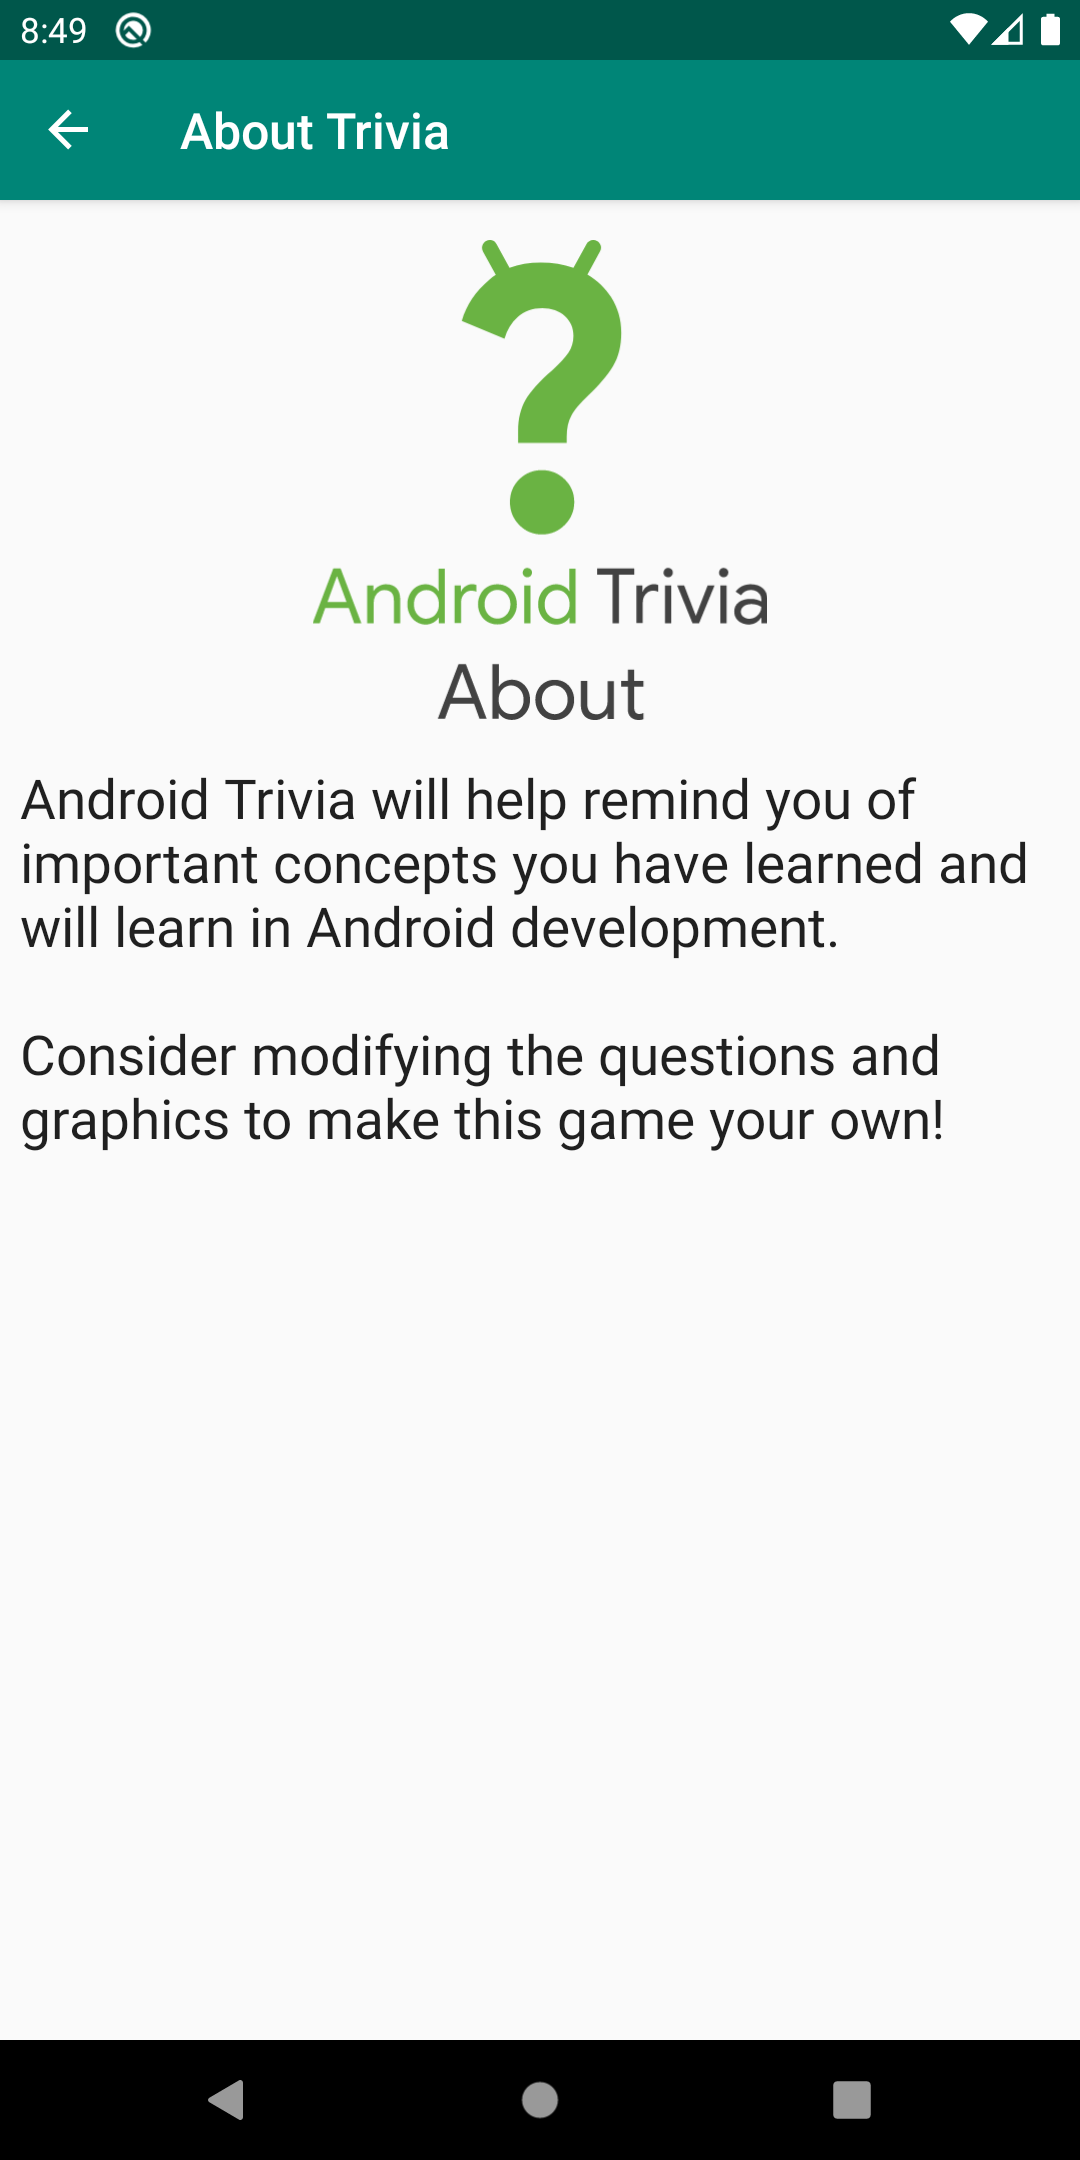 8:49
About Trivia
Android Trivia
About
Android Trivia will help remind you of
important concepts you have learned and
will learn in Android development.
Consider modifying the questions and
graphics to make this game your own!